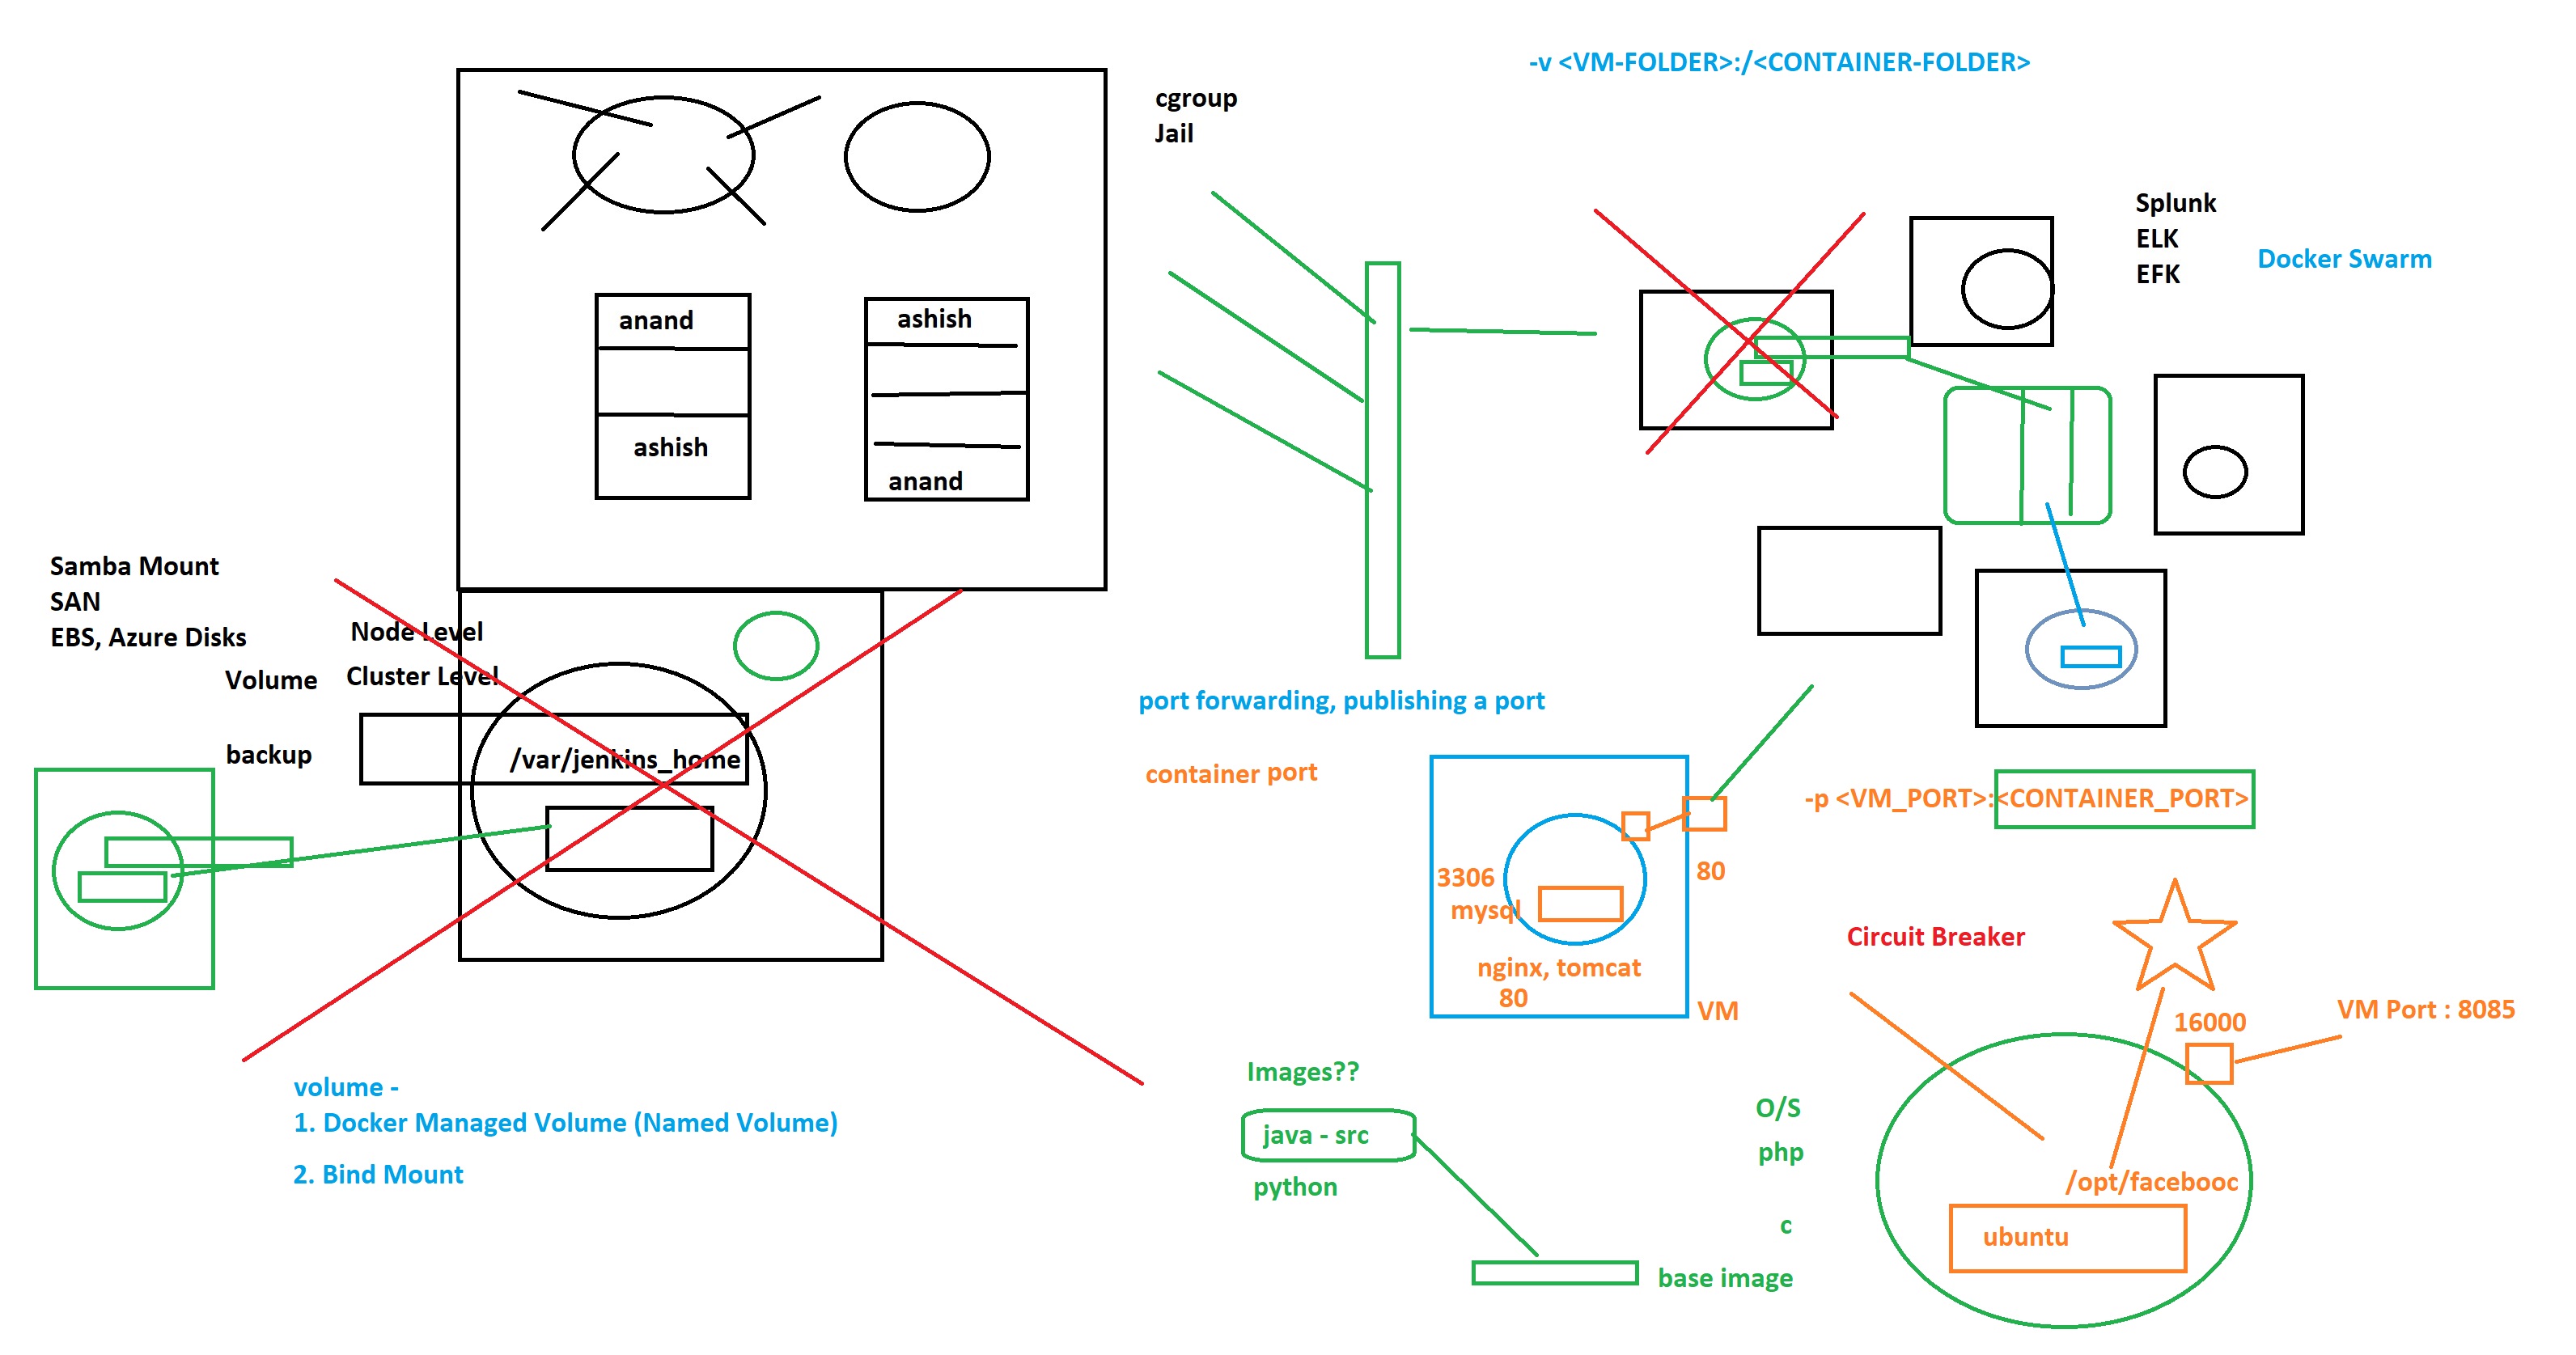 -v <VM-FOLDER>:/<CONTAINER-FOLDER>
cgroup
Jail
Splunk
ELK
EFK
Docker Swarm
anand
ashish
ashish
anand
Samba Mount
SAN
EBS, Azure Disks
Node Level
Cluster Level
Volume
backup
/var/jenkins_home
port forwarding, publishing a port
container port
-p <VM_PORT>:<CONTAINER_PORT>
3306
mysql
80
nginx, tomcat
80
VM
Circuit Breaker
16000
VM Port : 8085
volume -
1. Docker Managed Volume (Named Volume)
2. Bind Mount
Images??
java - src
python
base image
O/S
php
c
/opt/facebooc
ubuntu